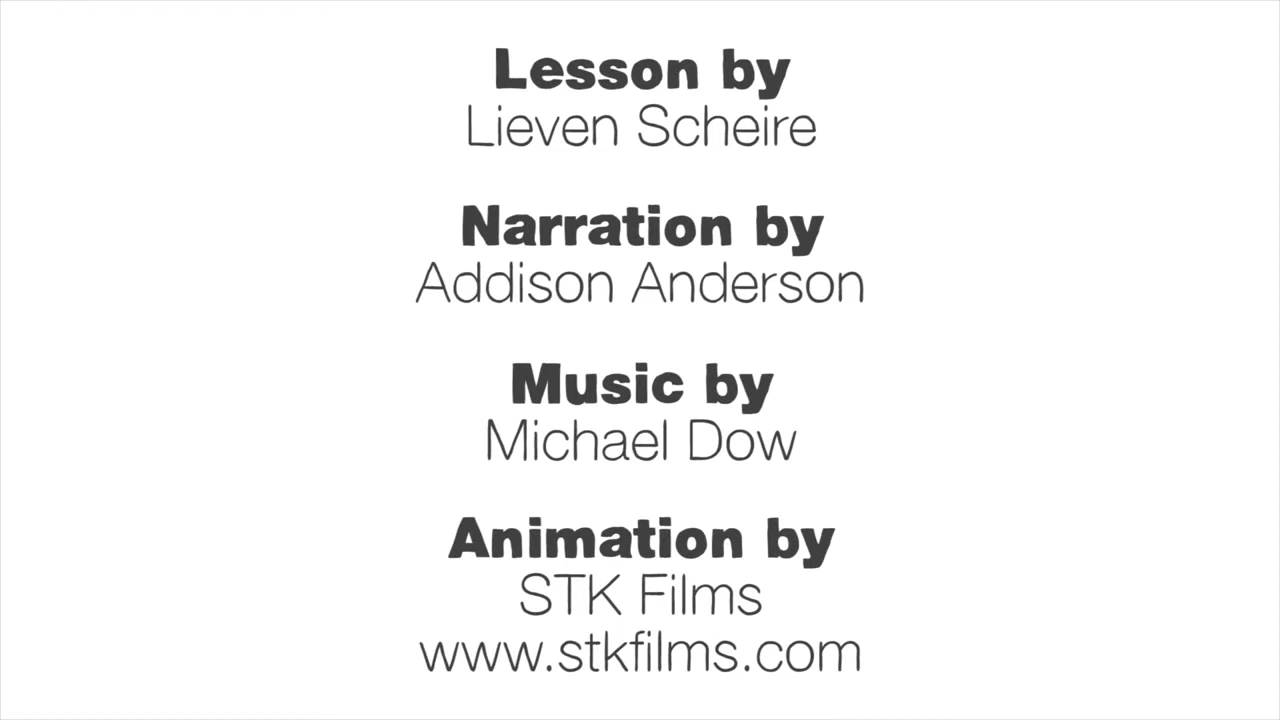 Lesson by
Lieven Scheire
Narration by
Addison Anderson
Music by
Michael Dow
Animation by
STK Films
www.stkfilms.com